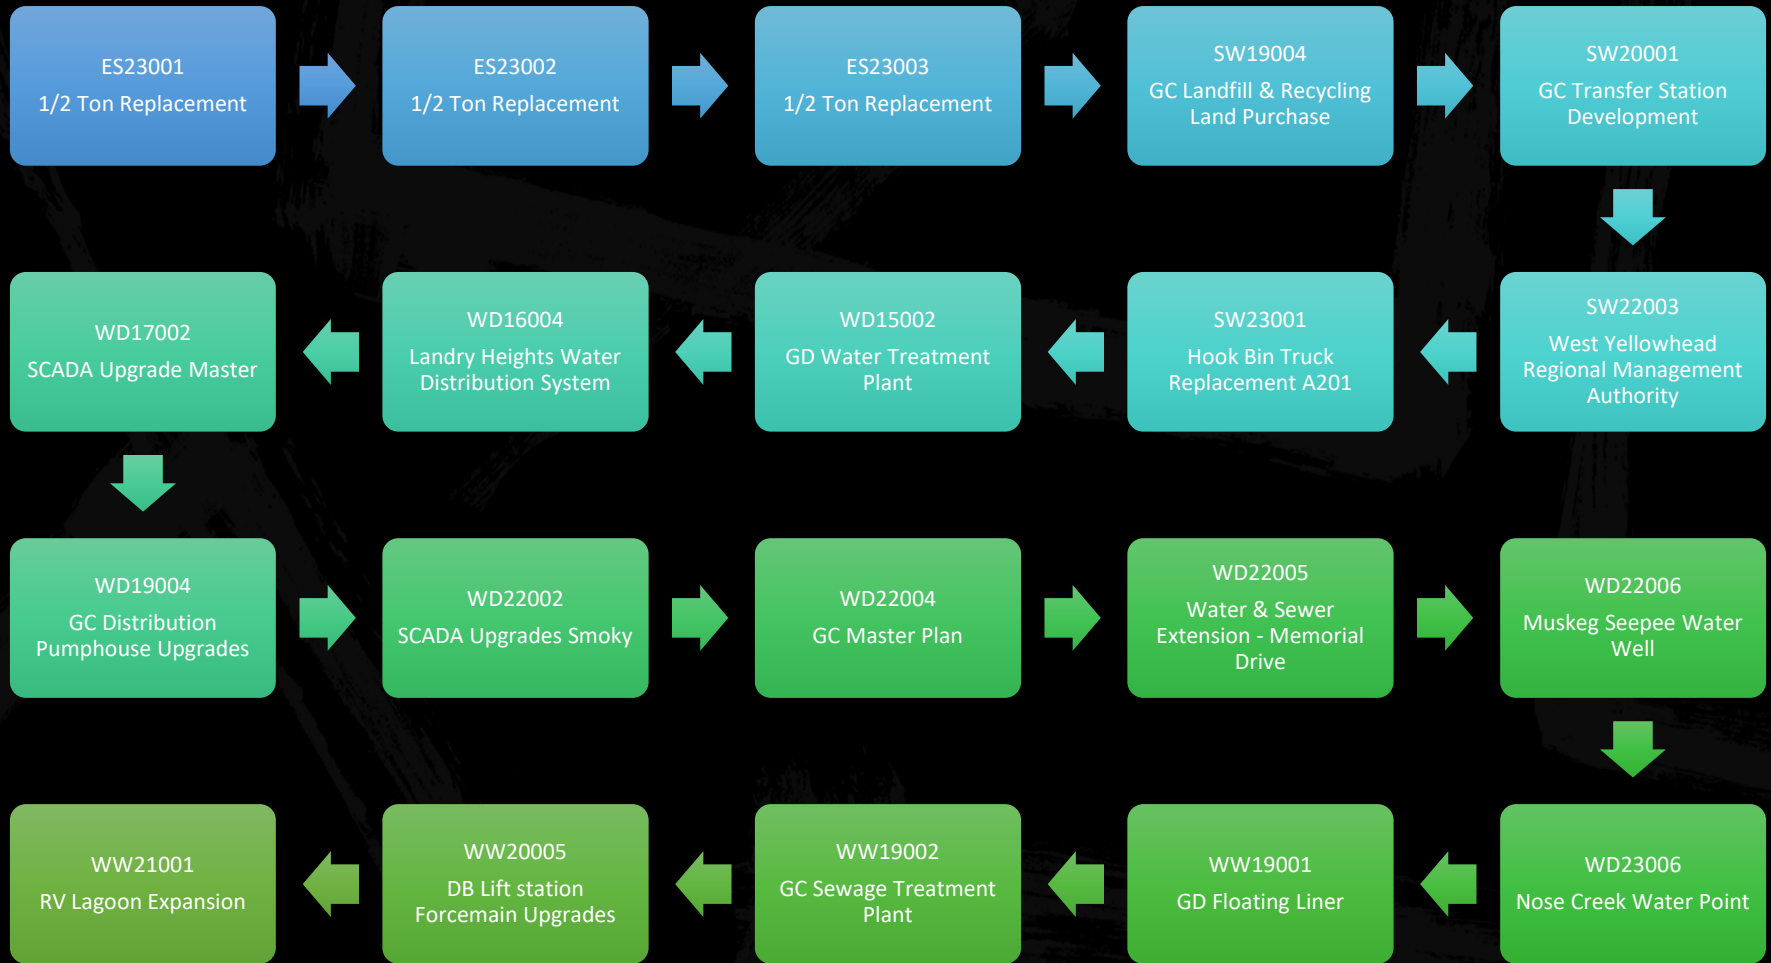 ES23001
1/2 Ton Replacement
ES23002
1/2 Ton Replacement
ES23003
1/2 Ton Replacement
SW19004
GC Landfill & Recycling
Land Purchase
SW20001
GC Transfer Station
Development
SW22003
West Yellowhead
Regional Management
Authority
SW23001
Hook Bin Truck
Replacement A201
WD15002
GD Water Treatment
Plant
WD16004
Landry Heights Water
Distribution System
WD17002
SCADA Upgrade Master
WD19004
GC Distribution
Pumphouse Upgrades
WD22002
SCADA Upgrades Smoky
WD22004
GC Master Plan
WD22005
Water & Sewer
Extension - Memorial
Drive
WD22006
Muskeg Seepee Water
Well
WD23006
Nose Creek Water Point
WW19001
GD Floating Liner
WW19002
GC Sewage Treatment
Plant
WW20005
DB Lift station
Forcemain Upgrades
WW21001
RV Lagoon Expansion